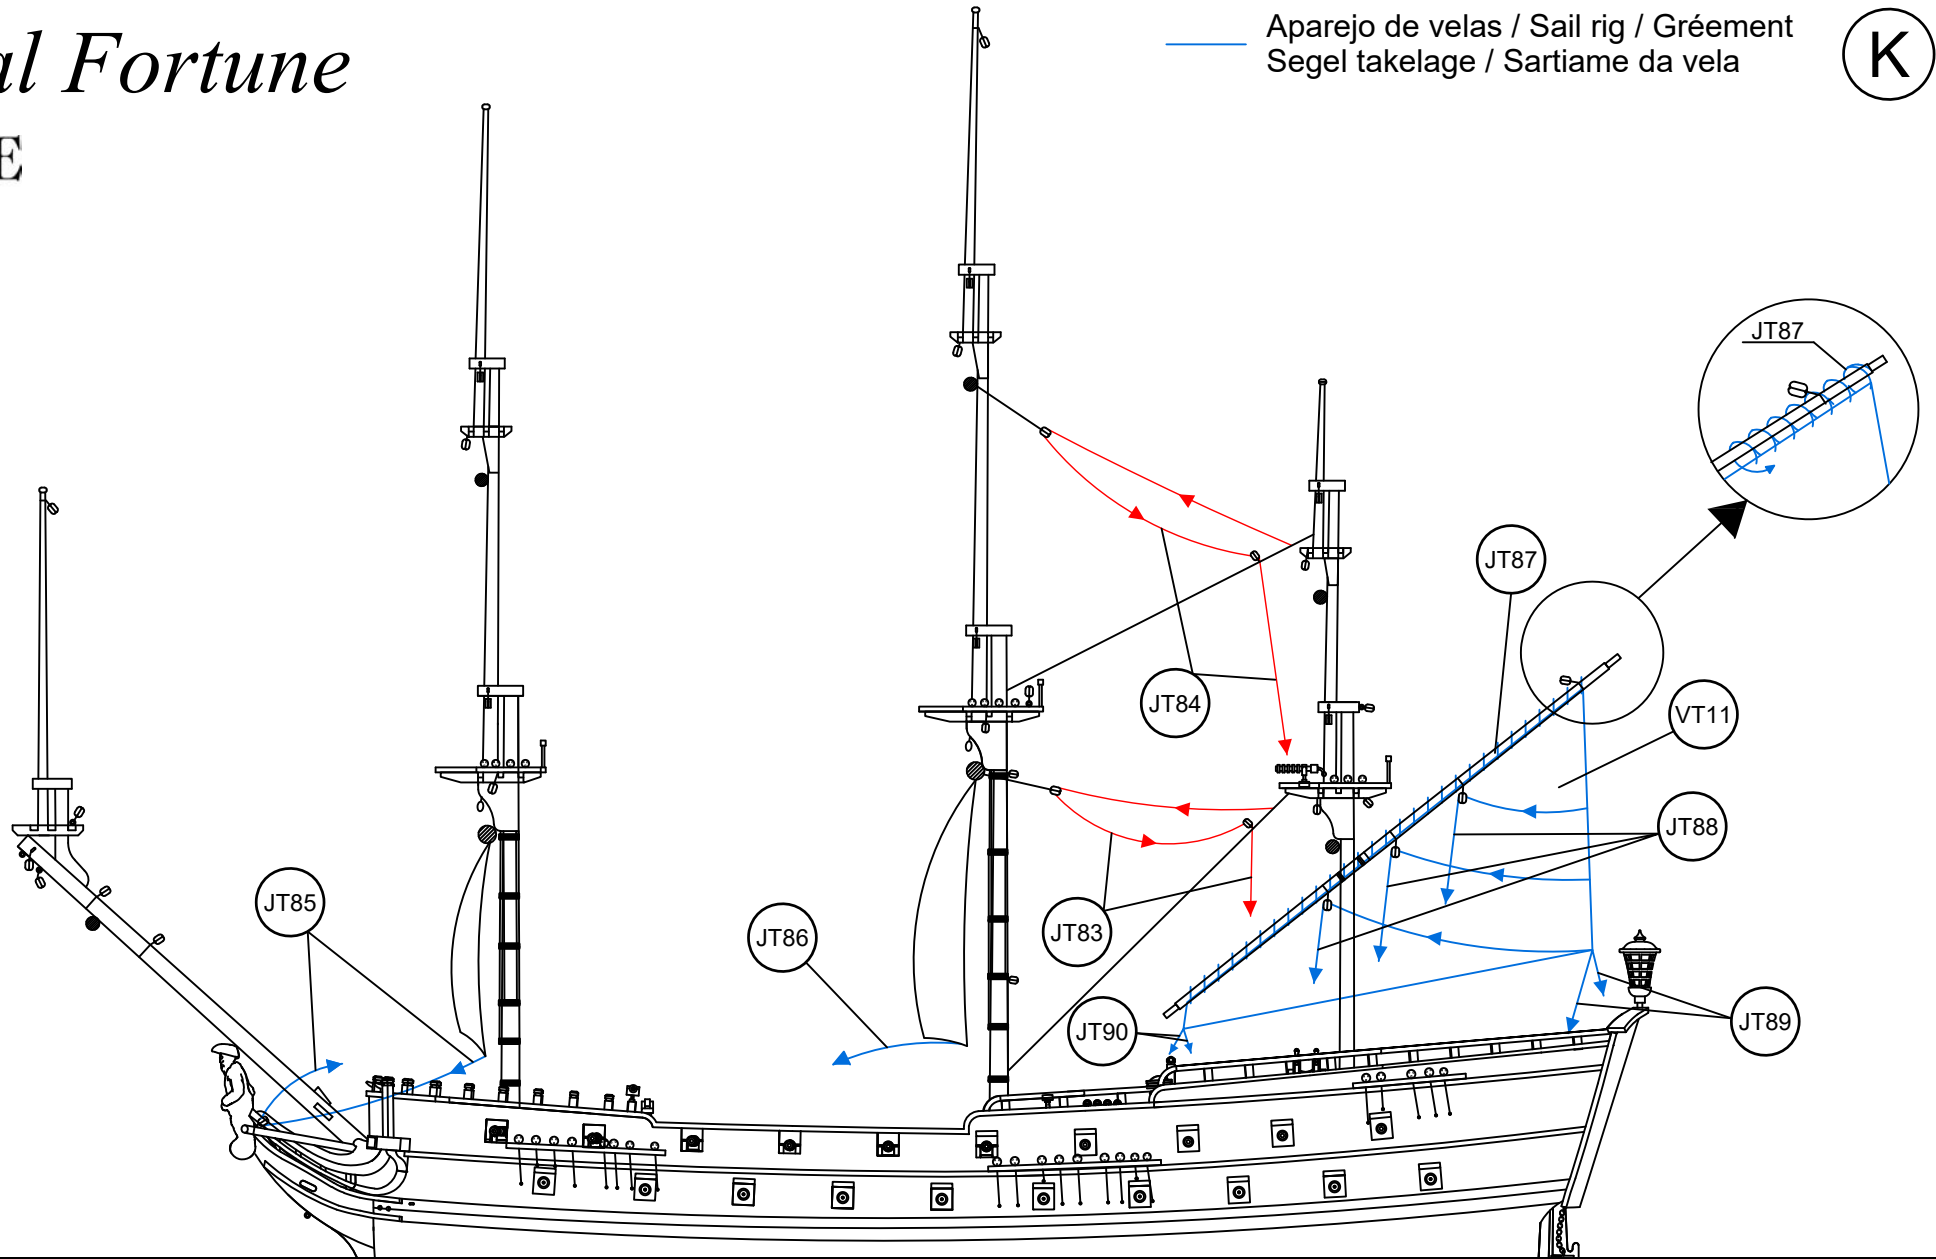 al Fortune
E
Aparejo de velas / Sail rig / Gréement
Segel takelage / Sartiame da vela
K
JT87
JT87
VT11
JT84
JT88
JT85
JT86
JT83
JT90
JT89